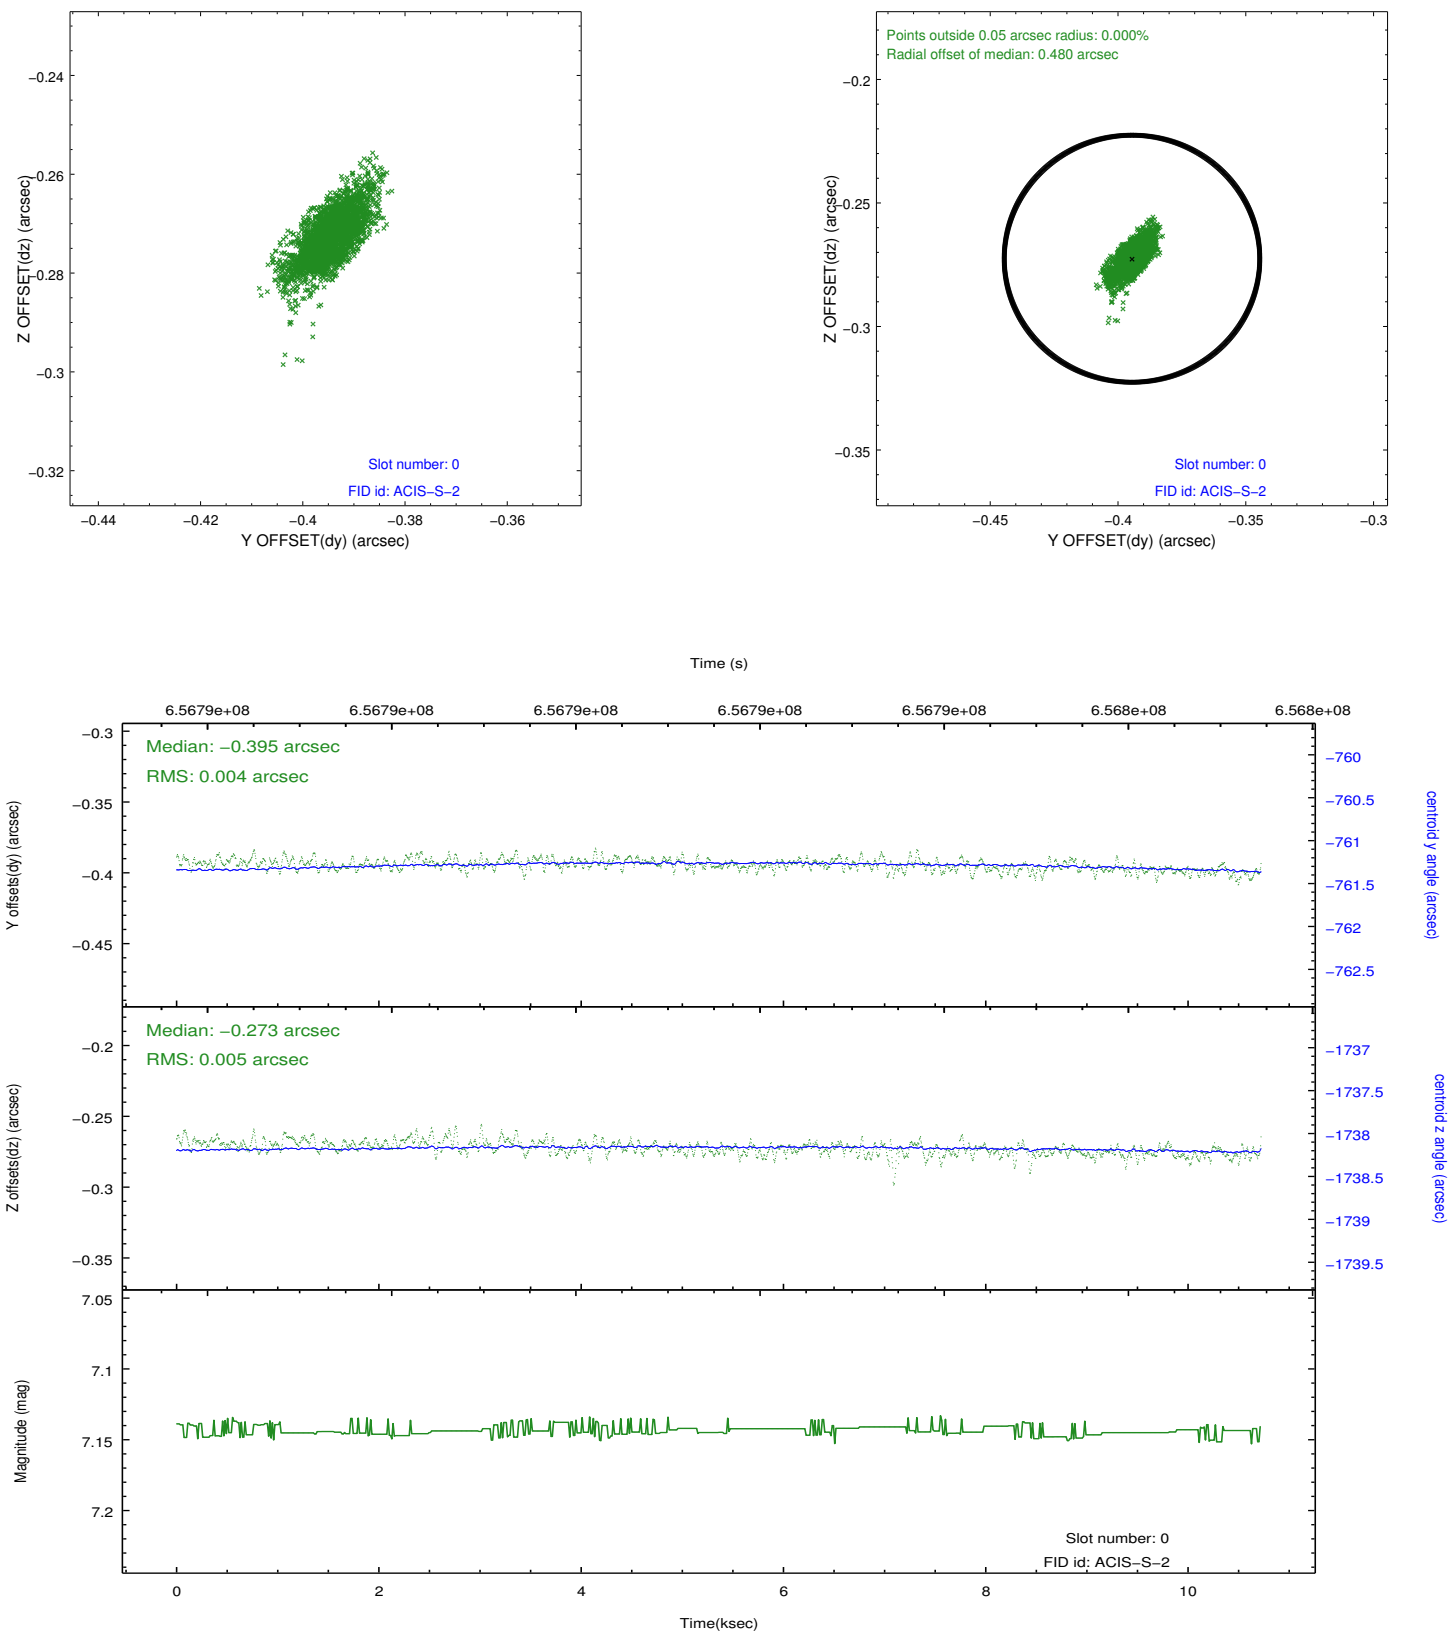 −0.24
−0.26
−0.28
−0.3
−0.32
Z OFFSET(dz) (arcsec)
Slot number: 0
FID id: ACIS−S−2
−0.44
−0.42
−0.4
−0.38
−0.36
Y OFFSET(dy) (arcsec)
Points outside 0.05 arcsec radius: 0.000%
Radial offset of median: 0.480 arcsec
−0.2
−0.25
−0.3
−0.35
Z OFFSET(dz) (arcsec)
Slot number: 0
FID id: ACIS−S−2
−0.45
−0.4
−0.35
−0.3
Y OFFSET(dy) (arcsec)
Time (s)
6.5679e+08
6.5679e+08
6.5679e+08
6.5679e+08
6.5679e+08
6.568e+08
6.568e+08
Median: −0.395 arcsec
RMS: 0.004 arcsec
−0.3
−0.35
−0.4
−0.45
Y offsets(dy) (arcsec)
−760
−760.5
−761
−761.5
−762
−762.5
centroid y angle (arcsec)
Median: −0.273 arcsec
RMS: 0.005 arcsec
−0.2
−0.25
−0.3
−0.35
Z offsets(dz) (arcsec)
−1737
−1737.5
−1738
−1738.5
−1739
−1739.5
centroid z angle (arcsec)
7.05
7.1
7.15
7.2
Magnitude (mag)
Slot number: 0
FID id: ACIS−S−2
0
2
4
6
8
10
Time(ksec)